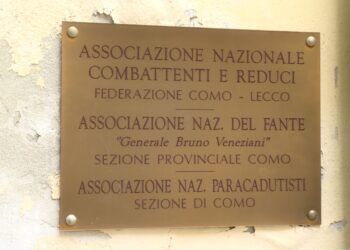 ASSOCIAZIONE NAZIONALE
COMBATTENTI E REDUCI
FEDERAZIONE COMO - LECCO
ASSOCIAZIONE NAZ. DEL FANTE
"Generale Bruno Veneziani"
SEZIONE PROVINCIALE COMO
ASSOCIAZIONE NAZ. PARACADUTISTI
SEZIONE DI COMO